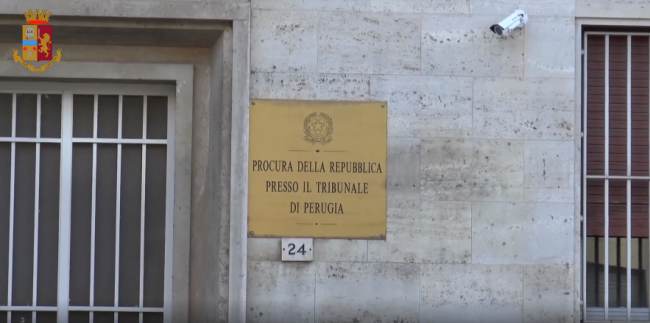 PROCURA DELLA REPUBBLICA
PRESSO IL TRIBUNALE
DI PERUGIA
·24·